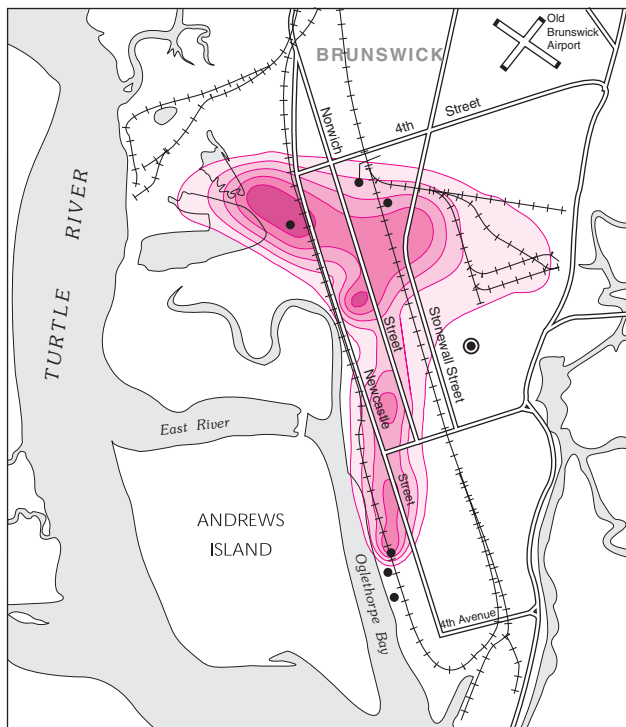 Old
Brunswick
Airport
BRUNSWICK
Norwich
4th
Street
TURTLE RIVER
Street
Stonewall Street
Newcastle
East River
Street
ANDREWS
ISLAND
Oglethorpe Bay
4th Avenue